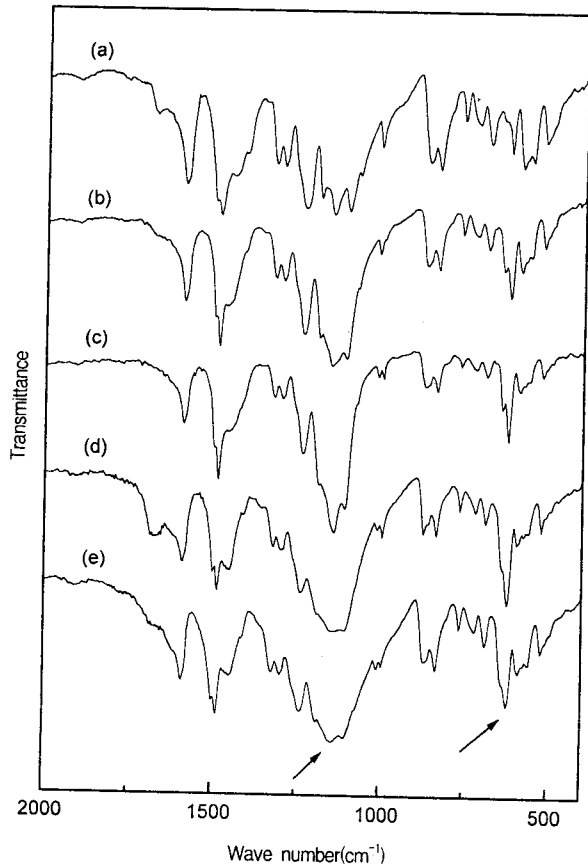 (a)
(b)
(c)
(d)
(e)
Transmittance
2000 1500 1000 500
Wave number(cm⁻¹)